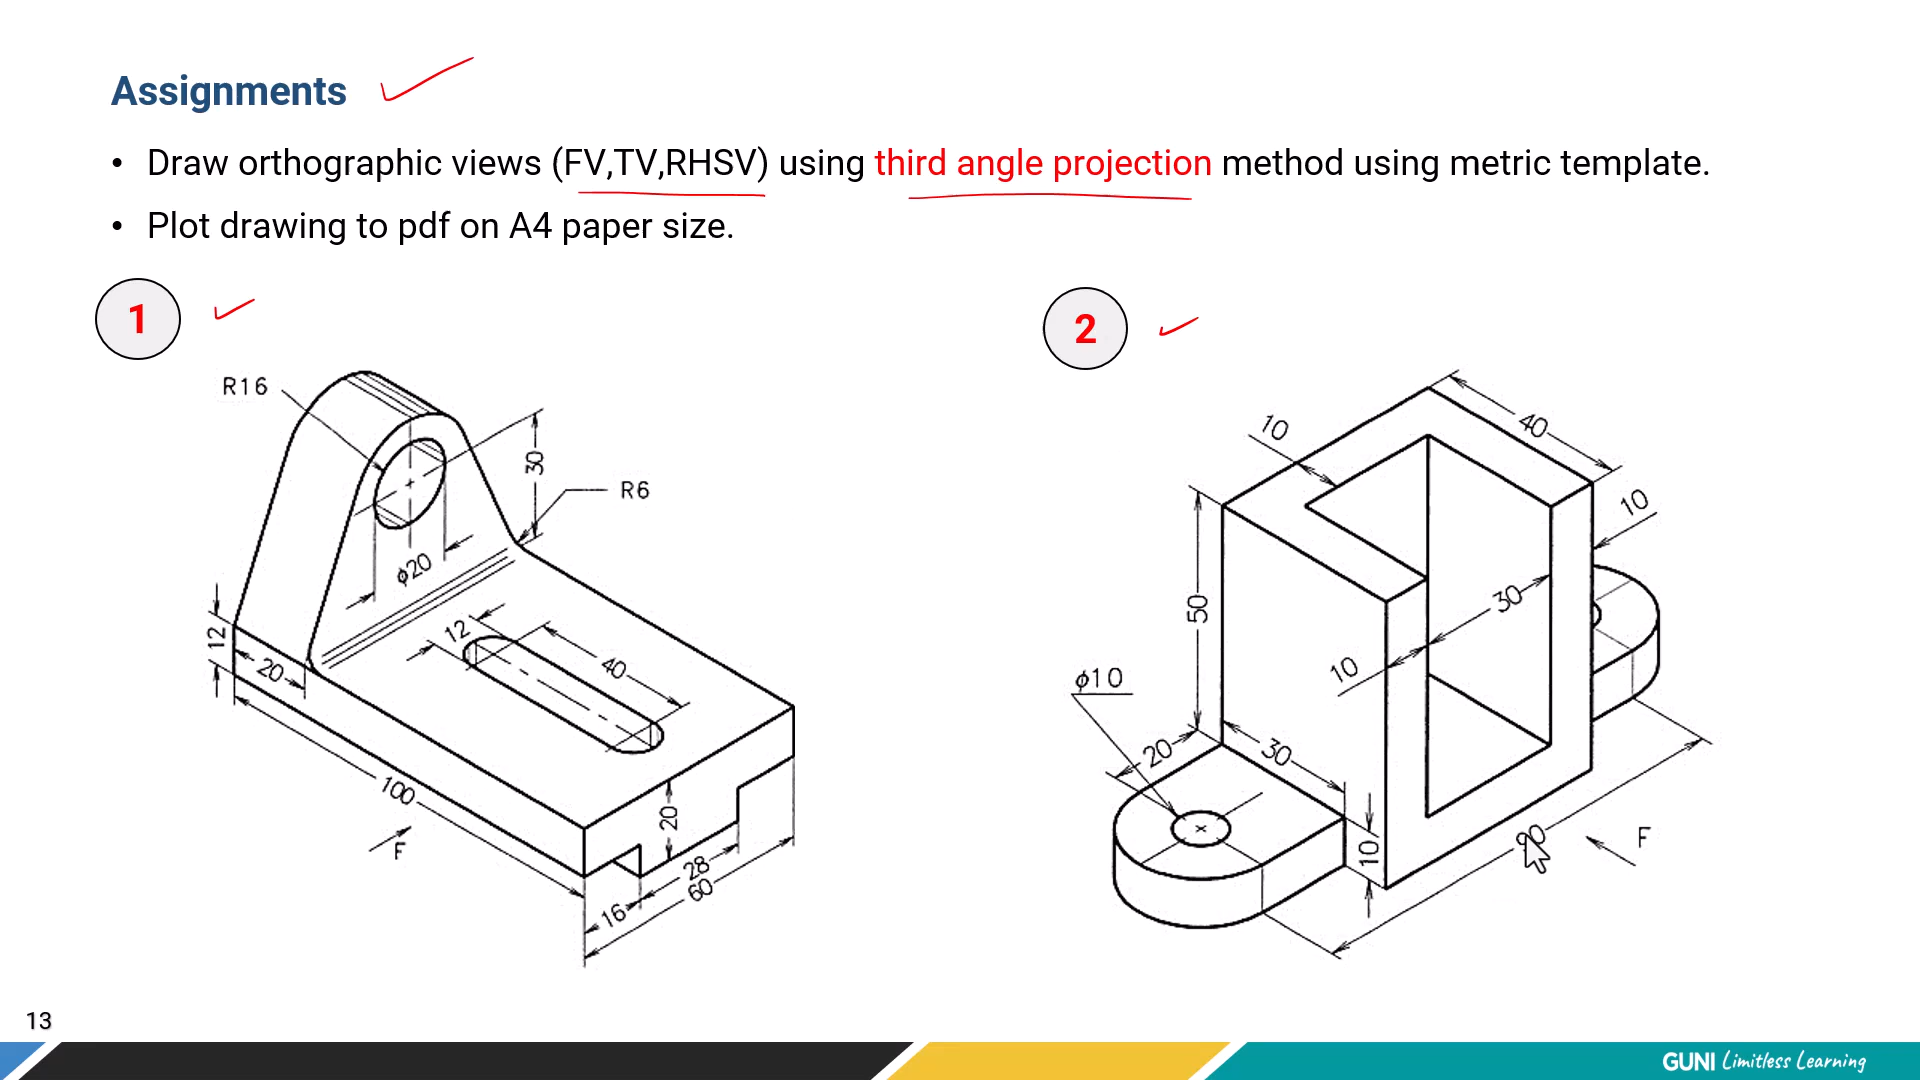 Assignments
• Draw orthographic views (FV,TV,RHSV) using third angle projection method using metric template.
• Plot drawing to pdf on A4 paper size.
1
2
R16
30
R6
ϕ20
12
12
20
40
100
F
20
28
60
16
10
40
10
50
30
10
ϕ10
20
30
10
90
F
13
GUNI Limitless Learning